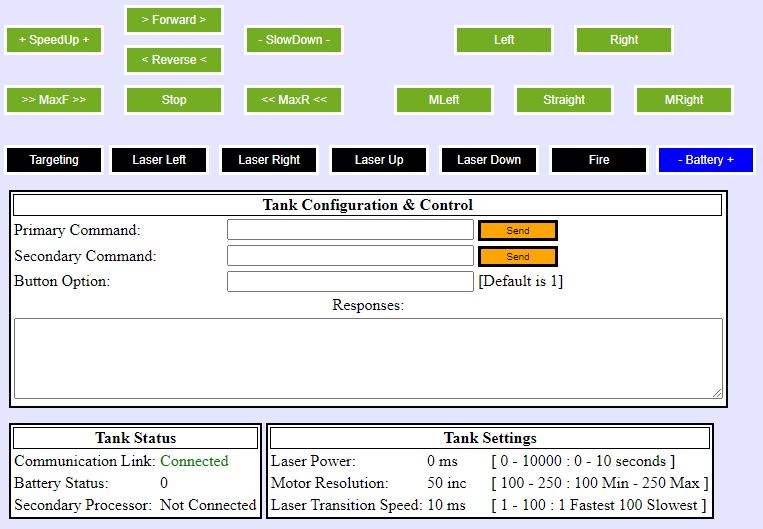 > Forward >
+ SpeedUp + - SlowDown - Left Right
< Reverse <
>> MaxF >> Stop << MaxR << MLeft Straight MRight
Targeting Laser Left Laser Right Laser Up Laser Down Fire - Battery +
Tank Configuration & Control
Primary Command: Send
Secondary Command: Send
Button Option: [Default is 1]
Responses:
Tank Status
Communication Link: Connected
Battery Status: 0
Secondary Processor: Not Connected
Tank Settings
Laser Power: 0 ms [ 0 - 10000 : 0 - 10 seconds ]
Motor Resolution: 50 inc [ 100 - 250 : 100 Min - 250 Max ]
Laser Transition Speed: 10 ms [ 1 - 100 : 1 Fastest 100 Slowest ]